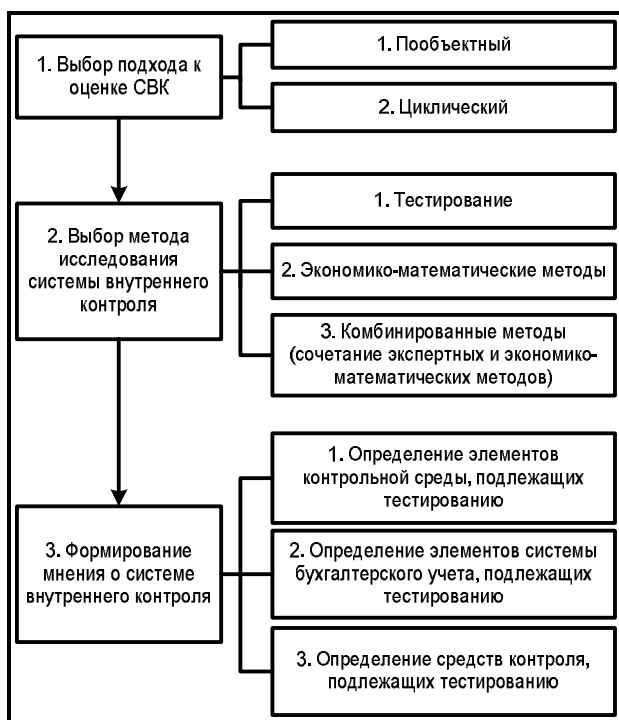 1. Выбор подхода к
оценке СВК
1. Пообъектный
2. Циклический
2. Выбор метода
исследования
системы внутреннего
контроля
1. Тестирование
2. Экономико-математические методы
3. Комбинированные методы
(сочетание экспертных и экономико-
математических методов)
3. Формирование
мнения о системе
внутреннего контроля
1. Определение элементов
контрольной среды, подлежащих
тестированию
2. Определение элементов системы
бухгалтерского учета, подлежащих
тестированию
3. Определение средств контроля,
подлежащих тестированию